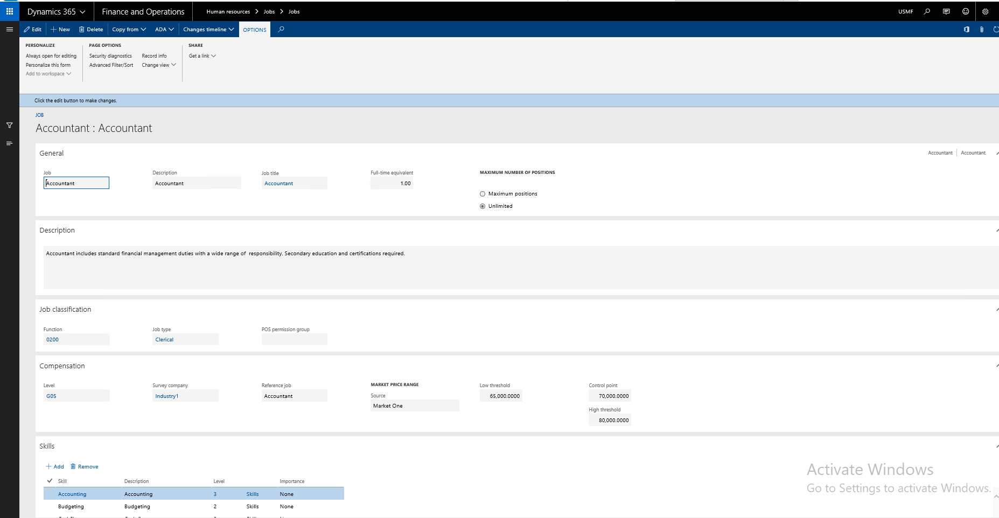 Dynamics 365 Finance and Operations Human resources Jobs Jobs USMF
Edit New Delete Copy from ADA Changes timeline OPTIONS
PERSONALIZE PAGE OPTIONS SHARE
Always open for editing Security diagnostics Record info Get a link
Personalize this form Advanced Filter/Sort Change view
Add to workspace
Click the edit button to make changes.
JOB
Accountant : Accountant
General Accountant Accountant
Job Description Job title Full-time equivalent MAXIMUM NUMBER OF POSITIONS
Accountant Accountant Accountant 1.00
Maximum positions
Unlimited
Description
Accountant includes standard financial management duties with a wide range of responsibility. Secondary education and certifications required.
Job classification
Function Job type POS permission group
0200 Clerical
Compensation
Level Survey company Reference job MARKET PRICE RANGE Low threshold Control point
G05 Industry1 Accountant Source 65,000.0000 70,000.0000
Market One High threshold
80,000.0000
Skills
Add Remove
Skill Description Level Importance
Accounting Accounting 3 Skills None
Budgeting Budgeting 2 Skills None
Activate Windows
Go to Settings to activate Windows.